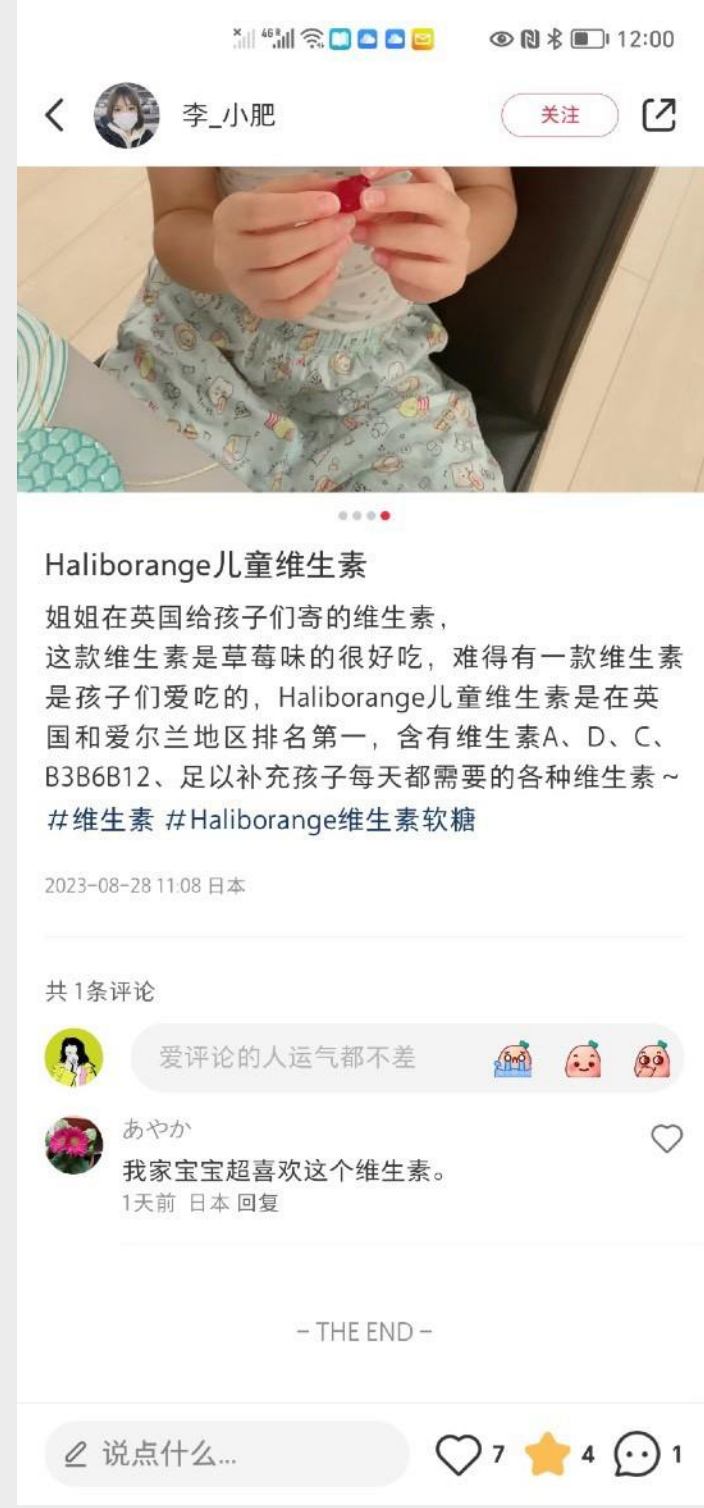 46 12:00
李_小肥 关注
Haliborange儿童维生素
姐姐在英国给孩子们寄的维生素，
这款维生素是草莓味的很好吃，难得有一款维生素
是孩子们爱吃的，Haliborange儿童维生素是在英
国和爱尔兰地区排名第一，含有维生素A、D、C、
B3B6B12、足以补充孩子每天都需要的各种维生素～
#维生素 #Haliborange维生素软糖
2023-08-28 11:08 日本
共 1条评论
爱评论的人运气都不差
あやか
我家宝宝超喜欢这个维生素。
1天前 日本 回复
- THE END -
说点什么... 7 4 1